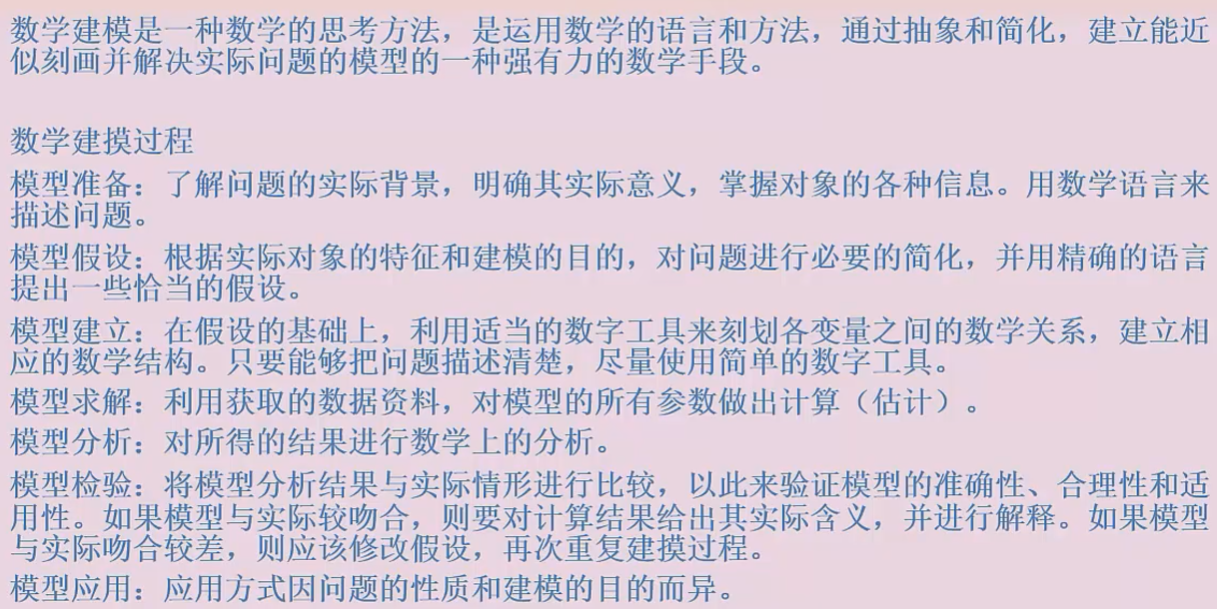 数学建模是一种数学的思考方法，是运用数学的语言和方法，通过抽象和简化，建立能近
似刻画并解决实际问题的模型的一种强有力的数学手段。
数学建摸过程
模型准备：了解问题的实际背景，明确其实际意义，掌握对象的各种信息。用数学语言来
描述问题。
模型假设：根据实际对象的特征和建模的目的，对问题进行必要的简化，并用精确的语言
提出一些恰当的假设。
模型建立：在假设的基础上，利用适当的数字工具来刻划各变量之间的数学关系，建立相
应的数学结构。只要能够把问题描述清楚，尽量使用简单的数字工具。
模型求解：利用获取的数据资料，对模型的所有参数做出计算（估计）。
模型分析：对所得的结果进行数学上的分析。
模型检验：将模型分析结果与实际情形进行比较，以此来验证模型的准确性、合理性和适
用性。如果模型与实际较吻合，则要对计算结果给出其实际含义，并进行解释。如果模型
与实际吻合较差，则应该修改假设，再次重复建摸过程。
模型应用：应用方式因问题的性质和建模的目的而异。